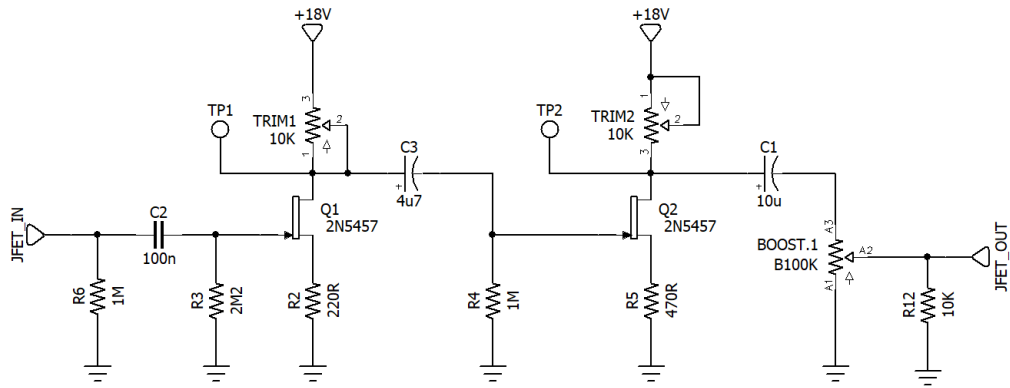 +18V
+18V
TP1
3
TRIM1
2
10K
1
TP2
1
TRIM2
2
10K
3
C3
+
4u7
C1
+
10u
JFET_IN
C2
100n
Q1
2N5457
Q2
2N5457
A3
BOOST.1
A2
B100K
A1
JFET_OUT
R6
1M
R3
2M2
R2
220R
R4
1M
R5
470R
R12
10K